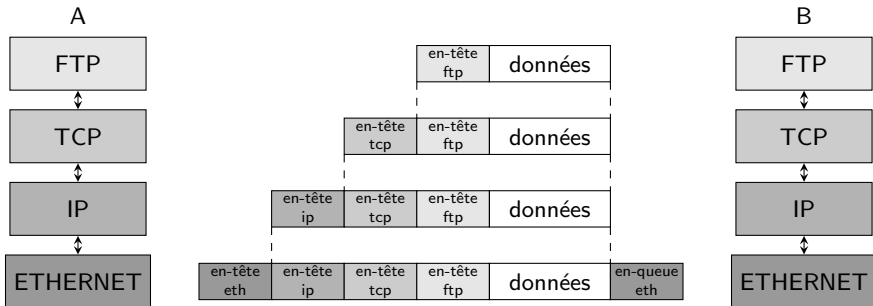 A
B
FTP
en-tête
ftp
données
FTP
TCP
en-tête
tcp
en-tête
ftp
données
TCP
IP
en-tête
ip
en-tête
tcp
en-tête
ftp
données
IP
ETHERNET
en-tête
eth
en-tête
ip
en-tête
tcp
en-tête
ftp
données
en-queue
eth
ETHERNET